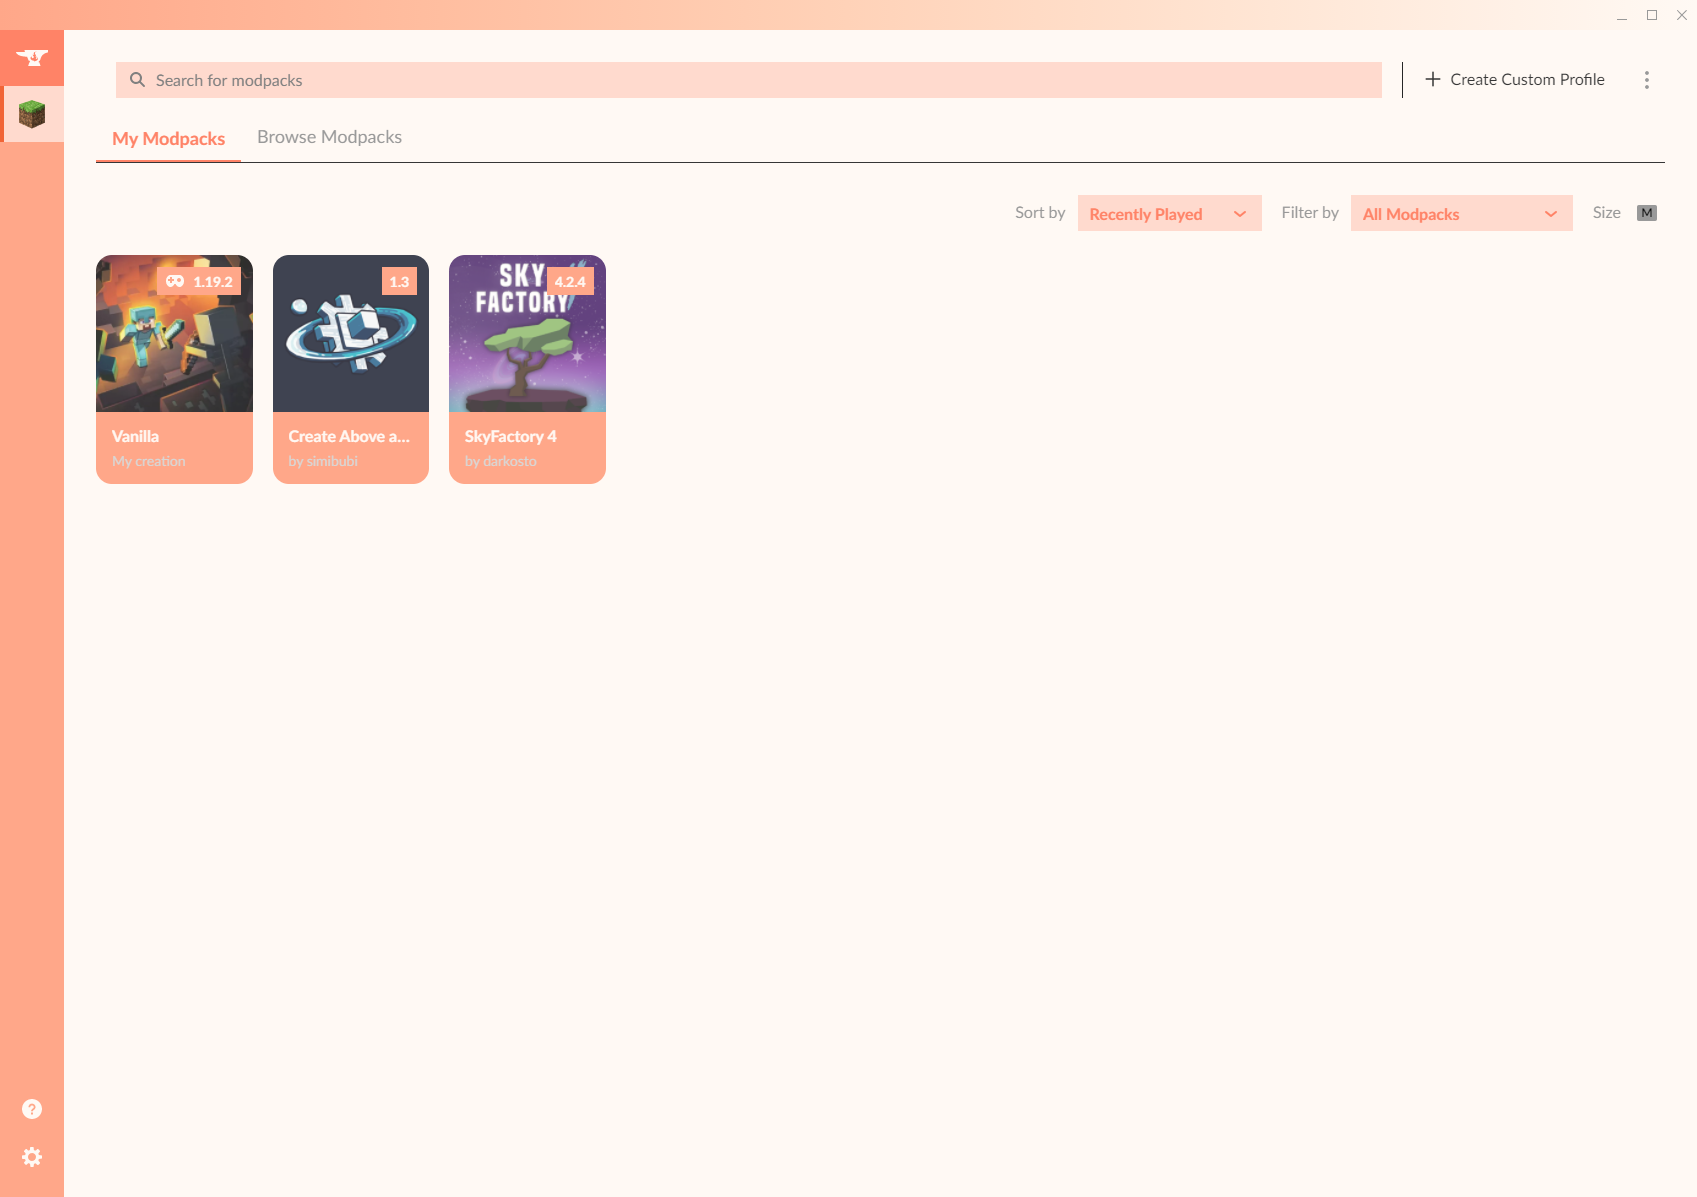 Search for modpacks
Create Custom Profile
My Modpacks
Browse Modpacks
Sort by
Recently Played
Filter by
All Modpacks
Size
M
1.19.2
1.3
SKY
FACTORY
4.2.4
Vanilla
My creation
Create Above a...
by simibubi
SkyFactory 4
by darkosto
?